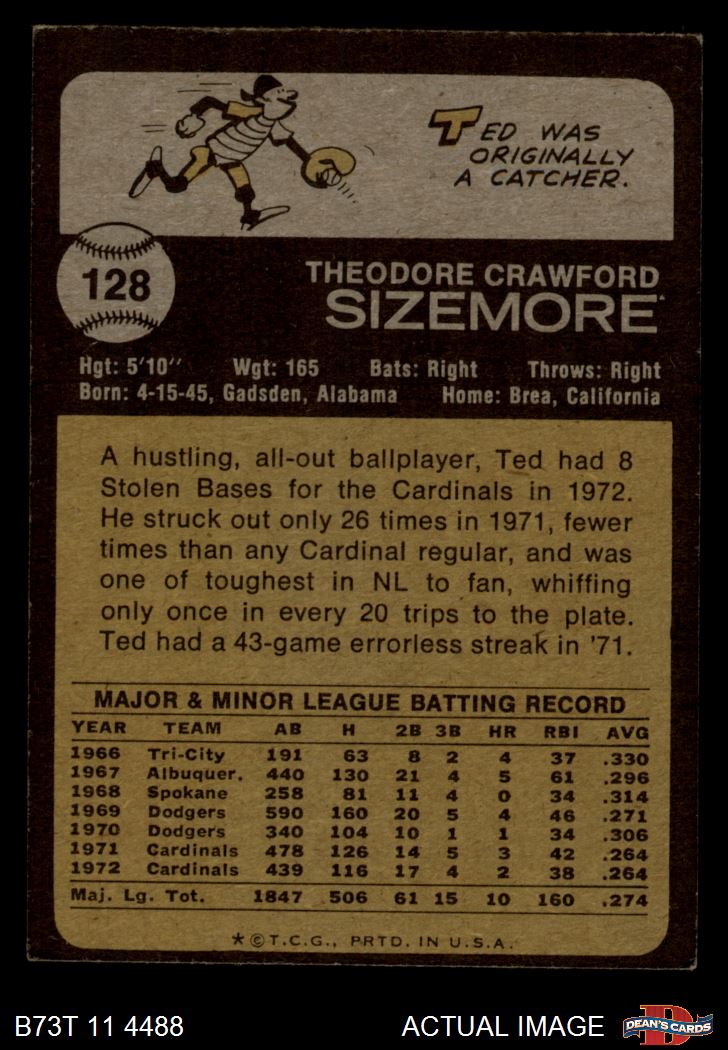 TED WAS
ORIGINALLY
A CATCHER.
128
THEODORE CRAWFORD
SIZEMORE
Hgt: 5'10" Wgt: 165 Bats: Right Throws: Right
Born: 4-15-45, Gadsden, Alabama Home: Brea, California
A hustling, all-out ballplayer, Ted had 8
Stolen Bases for the Cardinals in 1972.
He struck out only 26 times in 1971, fewer
times than any Cardinal regular, and was
one of toughest in NL to fan, whiffing
only once in every 20 trips to the plate.
Ted had a 43-game errorless streak in '71.
MAJOR & MINOR LEAGUE BATTING RECORD
YEAR TEAM AB H 2B 3B HR RBI AVG
1966 Tri-City 191 63 8 2 4 37 .330
1967 Albuquer. 440 130 21 4 5 61 .296
1968 Spokane 258 81 11 4 0 34 .314
1969 Dodgers 590 160 20 5 4 46 .271
1970 Dodgers 340 104 10 1 1 34 .306
1971 Cardinals 478 126 14 5 3 42 .264
1972 Cardinals 439 116 17 4 2 38 .264
Maj. Lg. Tot. 1847 506 61 15 10 160 .274
*©T.C.G., PRTD. IN U.S.A.
B73T 11 4488 ACTUAL IMAGE D DEAN'S CARDS